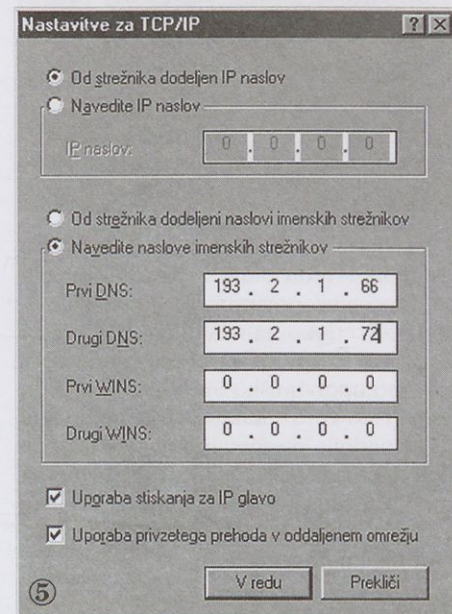 Nastavitve za TCP/IP
Od strežnika dodeljen IP naslov
Navedite IP naslov
IP naslov: 0 . 0 . 0 . 0
Od strežnika dodeljeni naslovi imenskih strežnikov
Navedite naslove imenskih strežnikov
Prvi DNS: 193 . 2 . 1 . 66
Drugi DNS: 193 . 2 . 1 . 72
Prvi WINS: 0 . 0 . 0 . 0
Drugi WINS: 0 . 0 . 0 . 0
Uporaba stiskanja za IP glavo
Uporaba privzetega prehoda v oddaljenem omrežju
5 V redu Prekliči